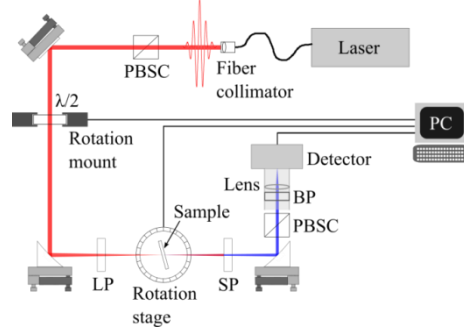 Laser
PBSC
Fiber
collimator
λ/2
Rotation
mount
PC
Detector
Lens
BP
Sample
PBSC
LP
SP
Rotation
stage